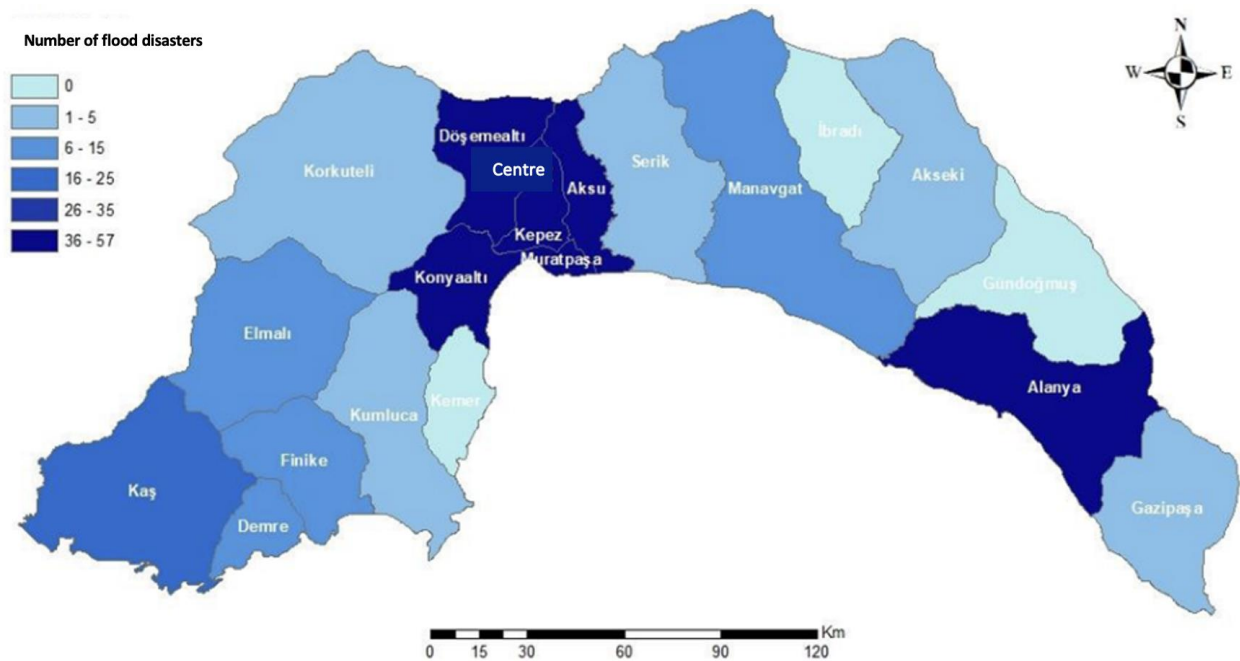 Number of flood disasters
0
1 - 5
6 - 15
16 - 25
26 - 35
36 - 57
N
W E
S
Korkuteli
Döşemealtı
Centre
Aksu
Serik
Manavgat
İbradı
Akseki
Kepez
Muratpaşa
Konyaaltı
Gündoğmuş
Elmalı
Alanya
Kumluca
Kemer
Finike
Kaş
Demre
Gazipaşa
Km
0 15 30 60 90 120